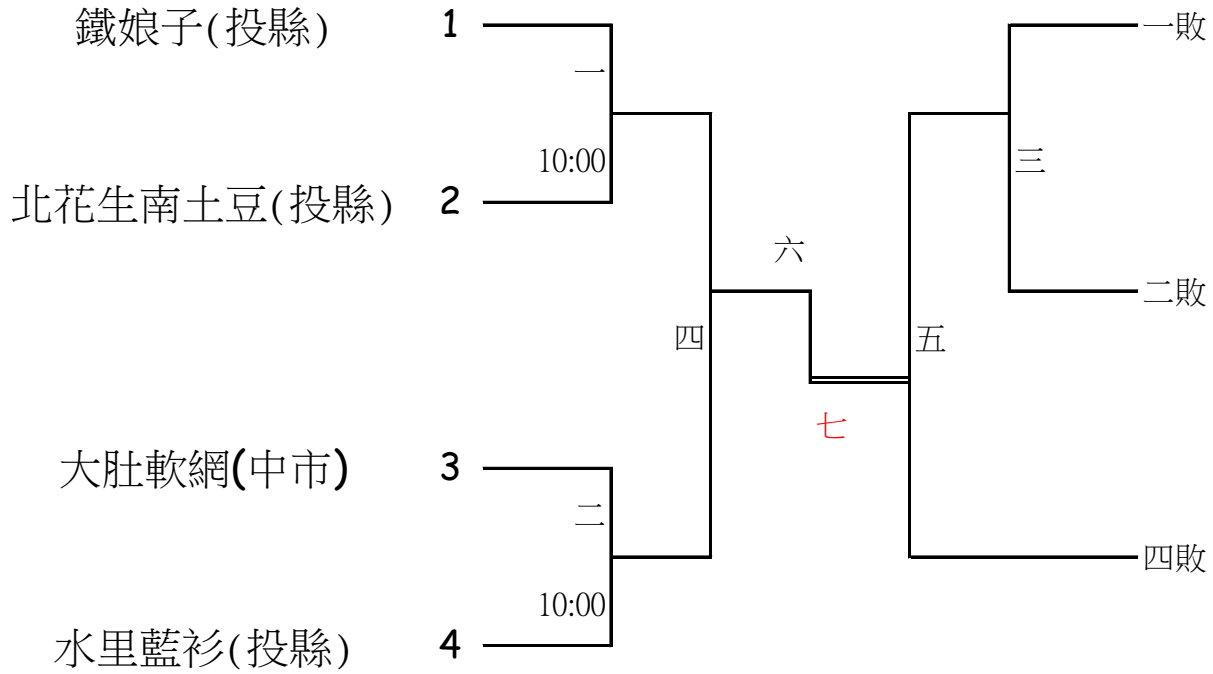 鐵娘子(投縣) 1
一
10:00
北花生南土豆(投縣) 2
大肚軟網(中市) 3
二
10:00
水里藍衫(投縣) 4
四
六
七
五
三
一敗
二敗
四敗